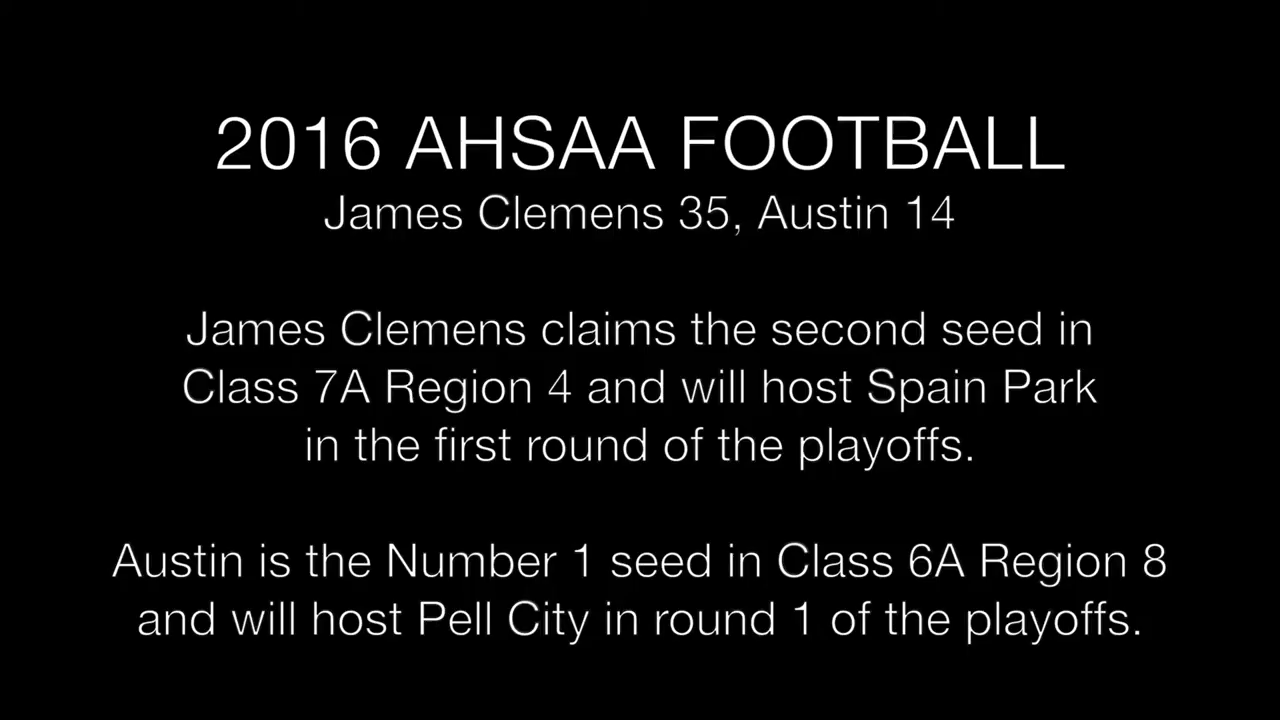 2016 AHSAA FOOTBALL
James Clemens 35, Austin 14
James Clemens claims the second seed in
Class 7A Region 4 and will host Spain Park
in the first round of the playoffs.
Austin is the Number 1 seed in Class 6A Region 8
and will host Pell City in round 1 of the playoffs.